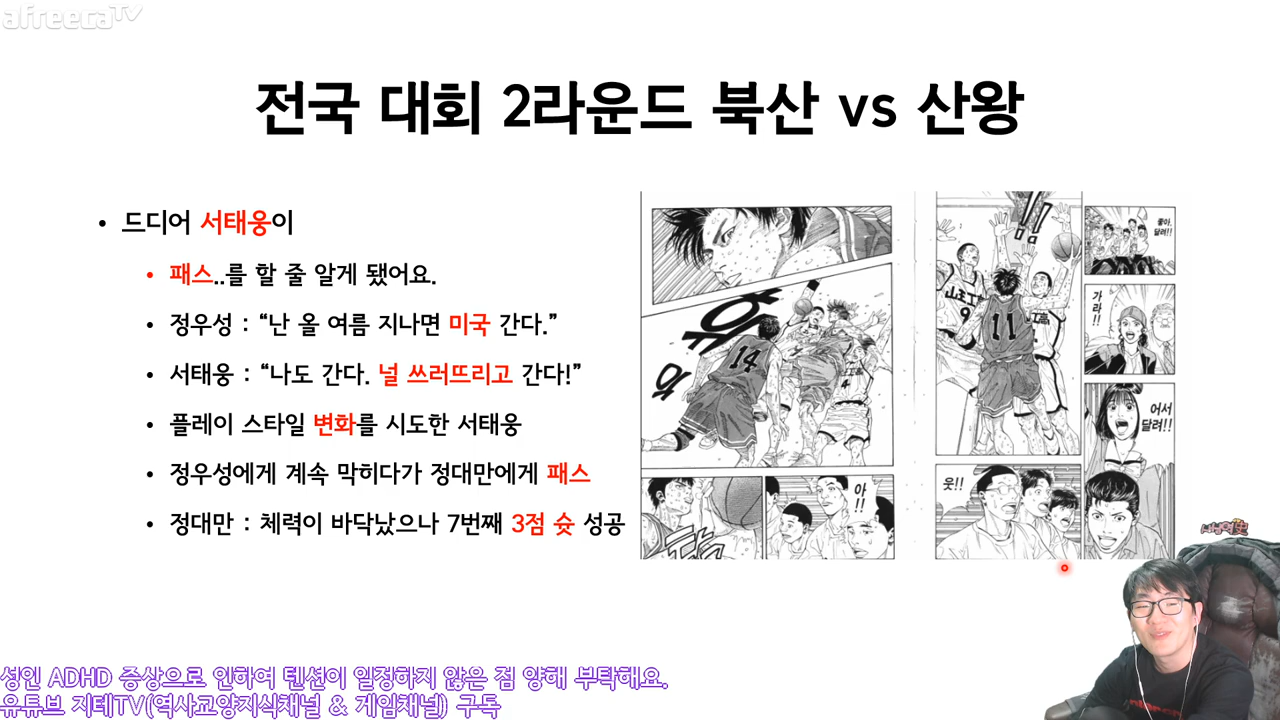 afreecaTV
전국 대회 2라운드 북산 vs 산왕
• 드디어 서태웅이
• 패스..를 할 줄 알게 됐어요.
• 정우성 : “난 올 여름 지나면 미국 간다.”
• 서태웅 : “나도 간다. 널 쓰러뜨리고 간다!”
• 플레이 스타일 변화를 시도한 서태웅
• 정우성에게 계속 막히다가 정대만에게 패스
• 정대만 : 체력이 바닥났으나 7번째 3점 슛 성공
14
4
아!!
!!
山王工
9
11
工高
웃!!
좋아.
달려!!
가라!!
어서
달려!!
성인 ADHD 증상으로 인하여 텐션이 일정하지 않은 점 양해 부탁해요.
유튜브 지테TV(역사교양지식채널 & 게임채널) 구독